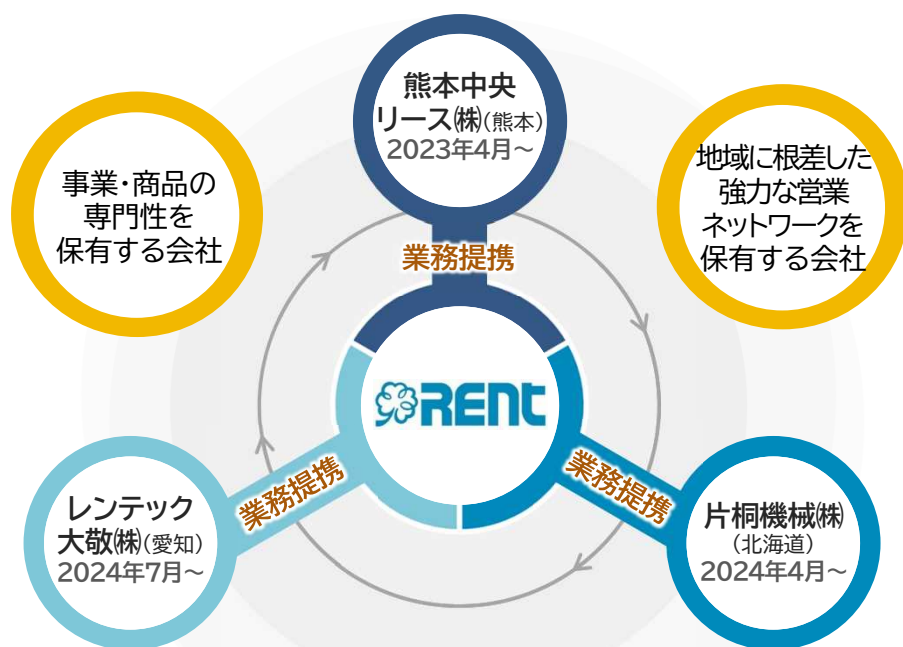 熊本中央
リース㈱(熊本)
2023年4月～
事業・商品の
専門性を
保有する会社
地域に根差した
強力な営業
ネットワークを
保有する会社
業務提携
RENT
業務提携
業務提携
レンテック
大敬㈱(愛知)
2024年7月～
片桐機械㈱
(北海道)
2024年4月～